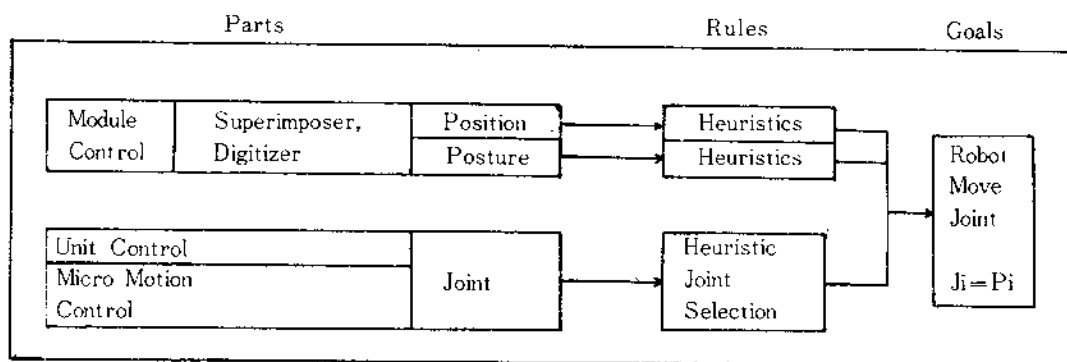 Parts Rules Goals
Module Control
Superimposer, Digitizer
Position
Posture
Heuristics
Heuristics
Robot
Move
Joint
Ji=Pi
Unit Control
Micro Motion
Control
Joint
Heuristic
Joint
Selection